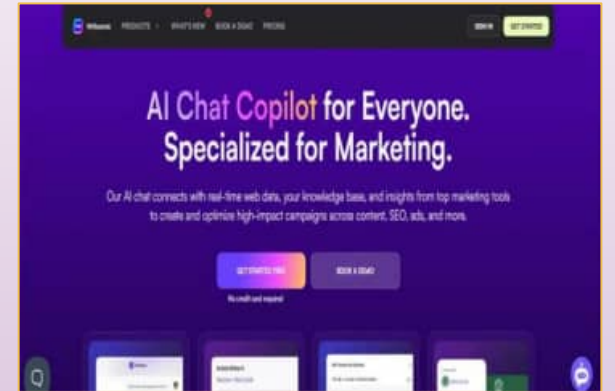 Writesonic PRODUCTS WHAT'S NEW BOOK A DEMO PRICING SIGN IN GET STARTED
AI Chat Copilot for Everyone.
Specialized for Marketing.
Our AI chat connects with real-time web data, your knowledge base, and insights from top marketing tools
to create and optimize high-impact campaigns across content, SEO, ads, and more.
GET STARTED FREE BOOK A DEMO
No credit card required